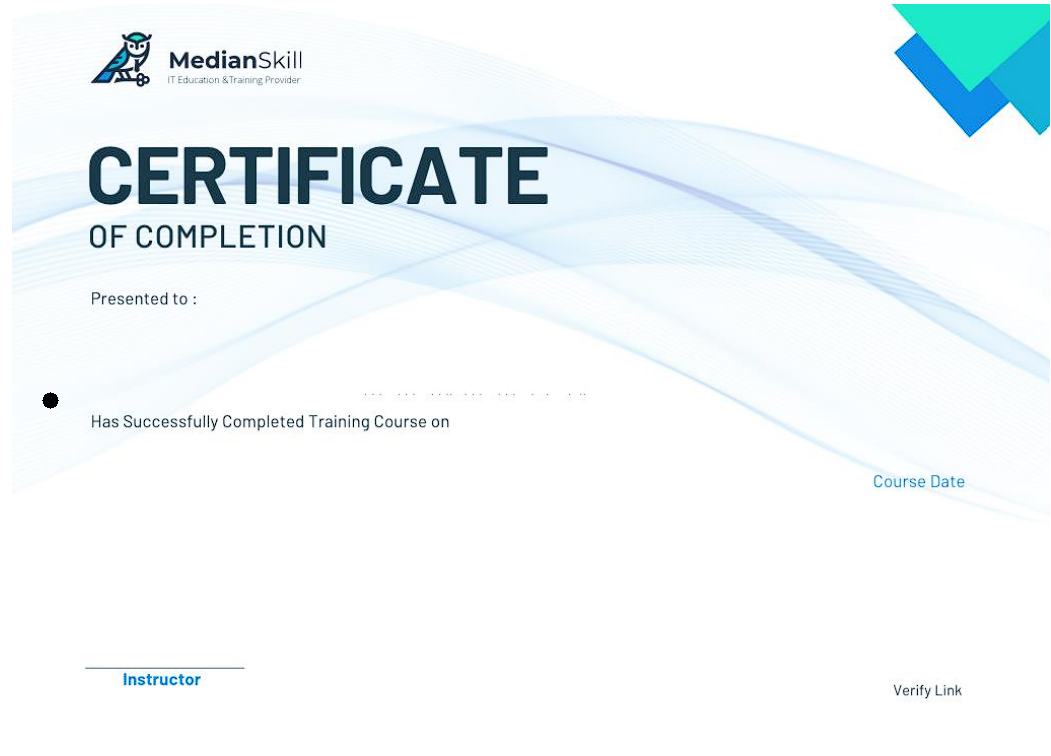 MedianSkill
IT Education &Training Provider
CERTIFICATE
OF COMPLETION
Presented to :
Has Successfully Completed Training Course on
Course Date
Instructor
Verify Link